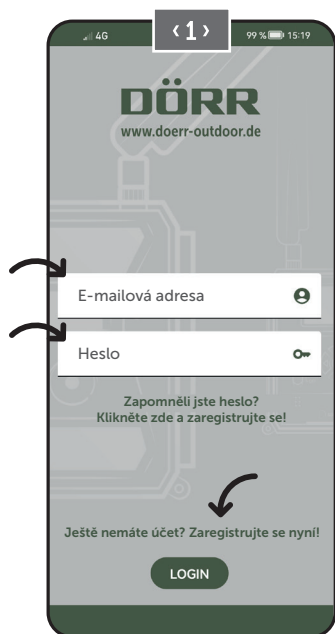 4G
‹1›
99 % 15:19
DÖRR
www.doerr-outdoor.de
E-mailová adresa
Heslo
Zapomněli jste heslo?
Klikněte zde a zaregistrujte se!
Ještě nemáte účet? Zaregistrujte se nyní!
LOGIN